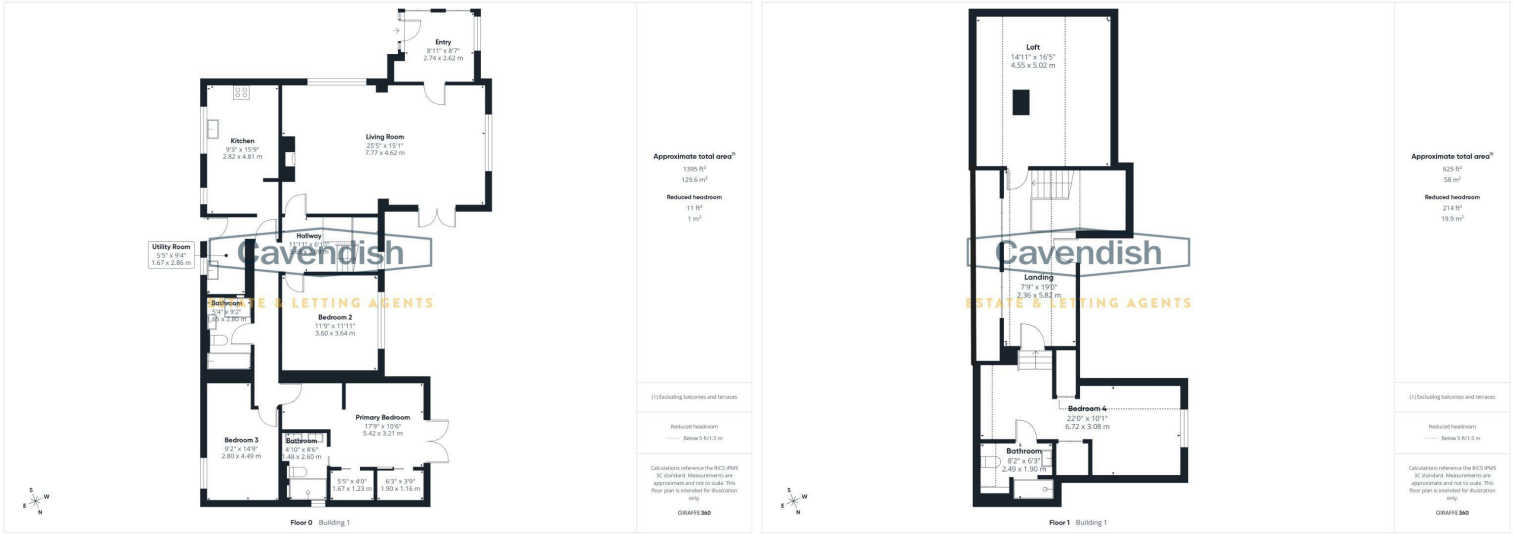 Entry
8'11" x 8'7"
2.74 x 2.62 m
Kitchen
9'3" x 15'9"
2.82 x 4.81 m
Living Room
25'5" x 15'1"
7.77 x 4.62 m
Hallway
Utility Room
5'5" x 9'4"
1.67 x 2.86 m
Cavendish
ESTATE & LETTING AGENTS
Bathroom
5'4" x 9'2"
1.65 x 2.80 m
Bedroom 2
11'9" x 11'11"
3.60 x 3.64 m
Primary Bedroom
17'9" x 10'6"
5.42 x 3.21 m
Bedroom 3
9'2" x 14'9"
2.80 x 4.49 m
Bathroom
4'10" x 8'6"
1.48 x 2.60 m
5'5" x 4'0"
1.67 x 1.23 m
6'3" x 3'9"
1.90 x 1.16 m
S
W
E
N
Floor 0 Building 1
Approximate total area(1)
1395 ft²
129.6 m²
Reduced headroom
11 ft²
1 m²
(1) Excluding balconies and terraces
Reduced headroom
Below 5 ft/1.5 m
Calculations reference the RICS IPMS
3C standard. Measurements are
approximate and not to scale. This
floor plan is intended for illustration
only.
GIRAFFE360
Loft
14'11" x 16'5"
4.55 x 5.02 m
Cavendish
Landing
7'9" x 19'0"
2.36 x 5.82 m
ESTATE & LETTING AGENTS
Bedroom 4
22'0" x 10'1"
6.72 x 3.08 m
Bathroom
8'2" x 6'3"
2.49 x 1.90 m
S
W
E
N
Floor 1 Building 1
Approximate total area(1)
625 ft²
58 m²
Reduced headroom
214 ft²
19.9 m²
(1) Excluding balconies and terraces
Reduced headroom
Below 5 ft/1.5 m
Calculations reference the RICS IPMS
3C standard. Measurements are
approximate and not to scale. This
floor plan is intended for illustration
only.
GIRAFFE360